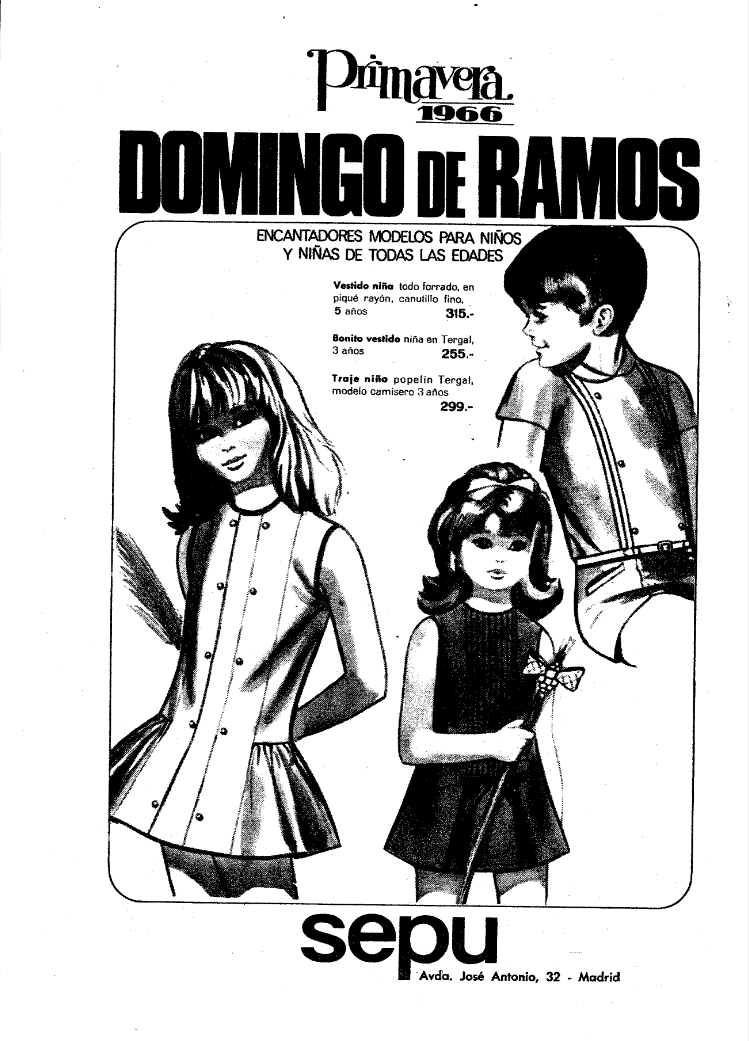 Primavera
1966
DOMINGO DE RAMOS
ENCANTADORES MODELOS PARA NIÑOS
Y NIÑAS DE TODAS LAS EDADES
Vestido niña todo forrado, en
piqué rayón, canutillo fino,
5 años 315.-
Bonito vestido niña en Tergal,
3 años 255.-
Traje niño popelín Tergal,
modelo camisero 3 años
299.-
sepu
Avda. José Antonio, 32 - Madrid